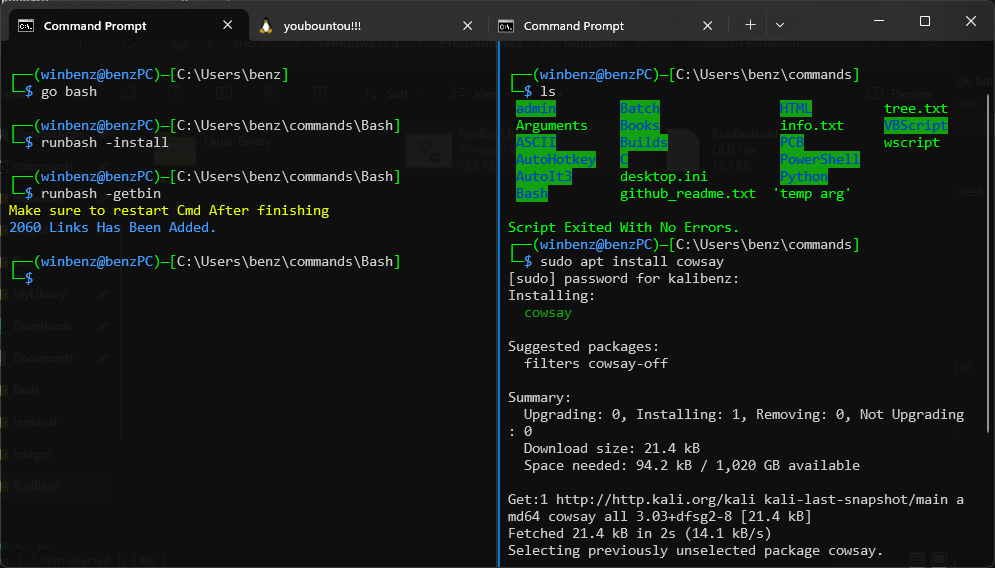 Command Prompt
youbountou!!!
Command Prompt
┌──(winbenz@benzPC)─[C:\Users\benz]
└─$ go bash
┌──(winbenz@benzPC)─[C:\Users\benz\commands\Bash]
└─$ runbash -install
┌──(winbenz@benzPC)─[C:\Users\benz\commands\Bash]
└─$ runbash -getbin
Make sure to restart Cmd After finishing
2060 Links Has Been Added.
┌──(winbenz@benzPC)─[C:\Users\benz\commands\Bash]
└─$
MyLibrary
Downloads
Documents
Bash
terminal
images
RunBash
┌──(winbenz@benzPC)─[C:\Users\benz\commands]
└─$ ls
admin Batch HTML tree.txt
Arguments Books info.txt VBScript
ASCII Builds PCB wscript
AutoHotkey C PowerShell
AutoIt3 desktop.ini Python
Bash github_readme.txt 'temp arg'
Script Exited With No Errors.
┌──(winbenz@benzPC)─[C:\Users\benz\commands]
└─$ sudo apt install cowsay
[sudo] password for kalibenz:
Installing:
cowsay
Suggested packages:
filters cowsay-off
Summary:
Upgrading: 0, Installing: 1, Removing: 0, Not Upgrading
: 0
Download size: 21.4 kB
Space needed: 94.2 kB / 1,020 GB available
Get:1 http://http.kali.org/kali kali-last-snapshot/main a
md64 cowsay all 3.03+dfsg2-8 [21.4 kB]
Fetched 21.4 kB in 2s (14.1 kB/s)
Selecting previously unselected package cowsay.